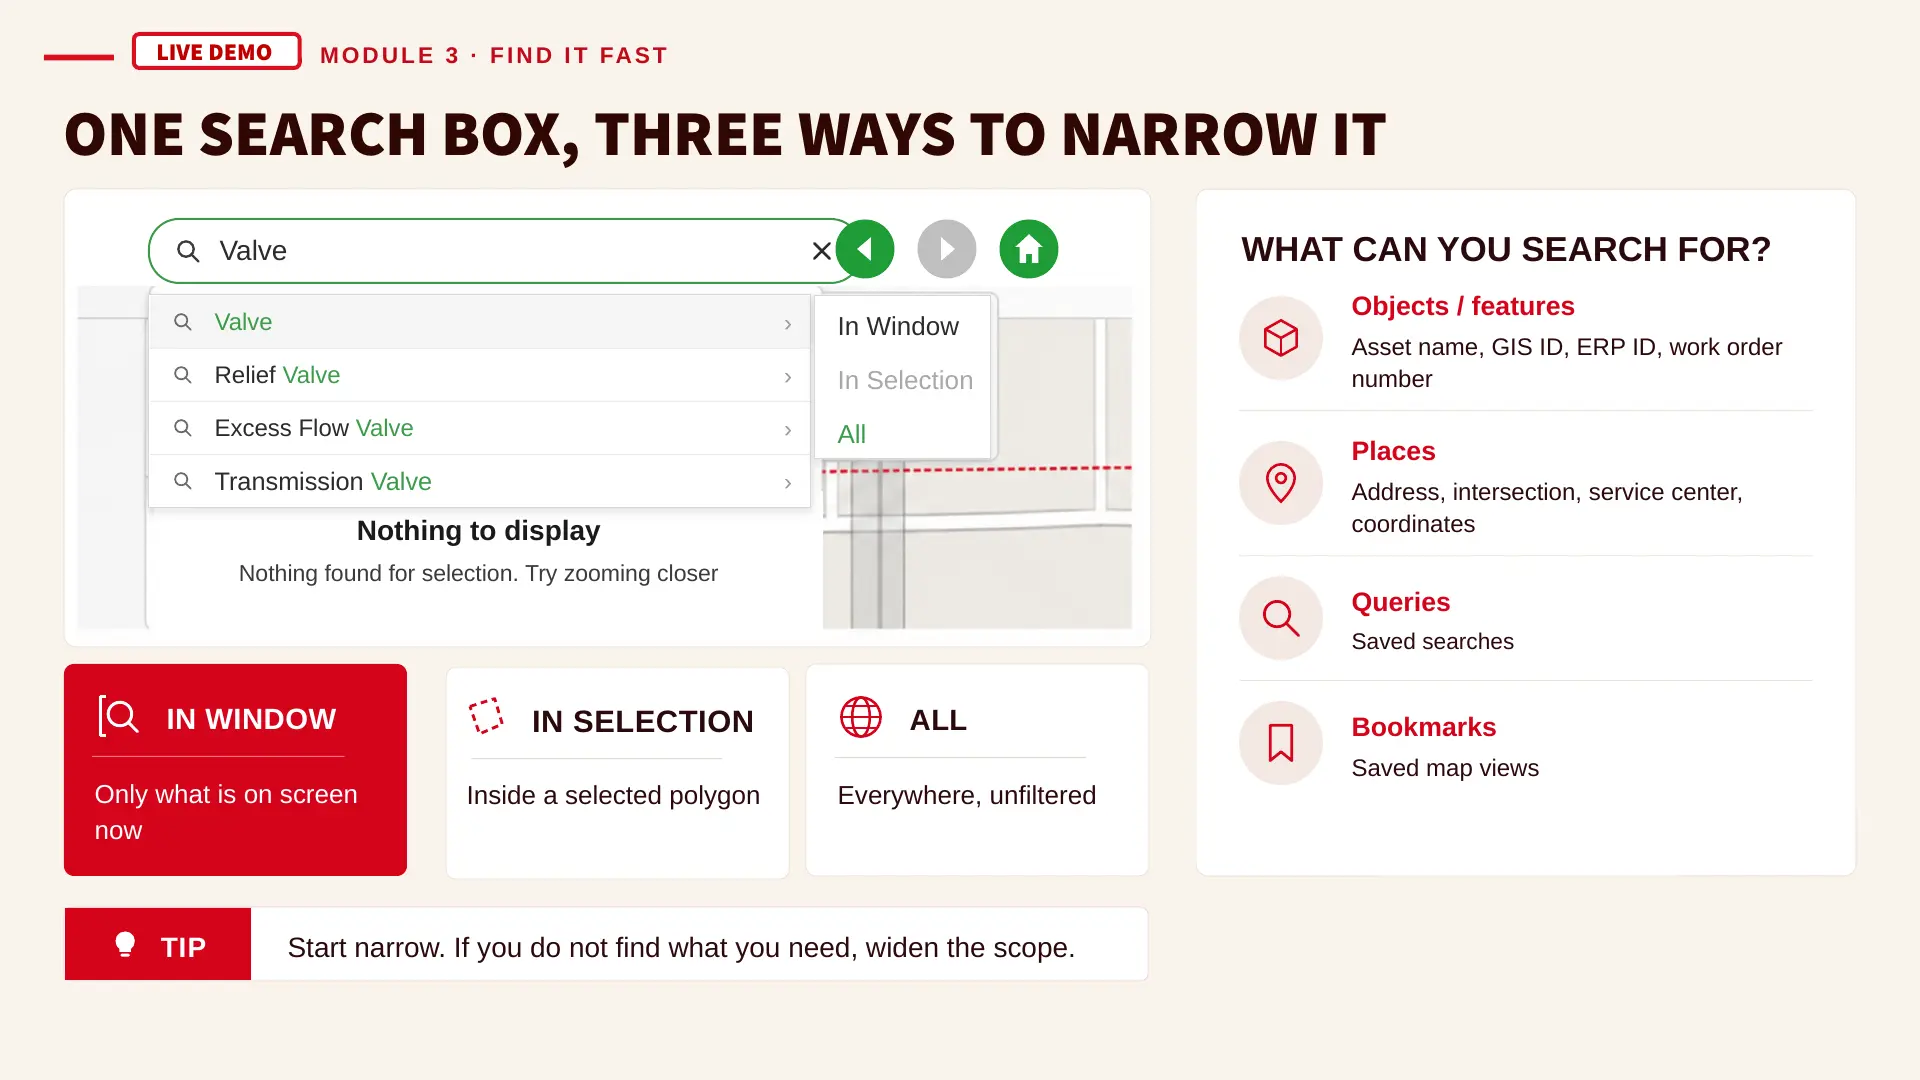 LIVE DEMO
MODULE 3 · FIND IT FAST
ONE SEARCH BOX, THREE WAYS TO NARROW IT
Valve
Valve
Relief Valve
Excess Flow Valve
Transmission Valve
In Window
In Selection
All
Nothing to display
Nothing found for selection. Try zooming closer
IN WINDOW
Only what is on screen
now
IN SELECTION
Inside a selected polygon
ALL
Everywhere, unfiltered
TIP
Start narrow. If you do not find what you need, widen the scope.
WHAT CAN YOU SEARCH FOR?
Objects / features
Asset name, GIS ID, ERP ID, work order
number
Places
Address, intersection, service center,
coordinates
Queries
Saved searches
Bookmarks
Saved map views